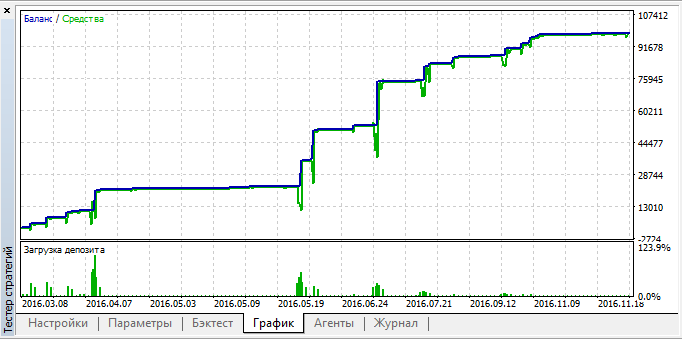 Баланс / Средства
107412
91678
75945
60211
44477
28744
13010
-2724
Загрузка депозита
123.9%
0.0%
2016.03.08 2016.04.07 2016.05.03 2016.05.09 2016.05.19 2016.06.24 2016.07.21 2016.09.12 2016.11.09 2016.11.18
Настройки Параметры Бэктест График Агенты Журнал
Тестер стратегий